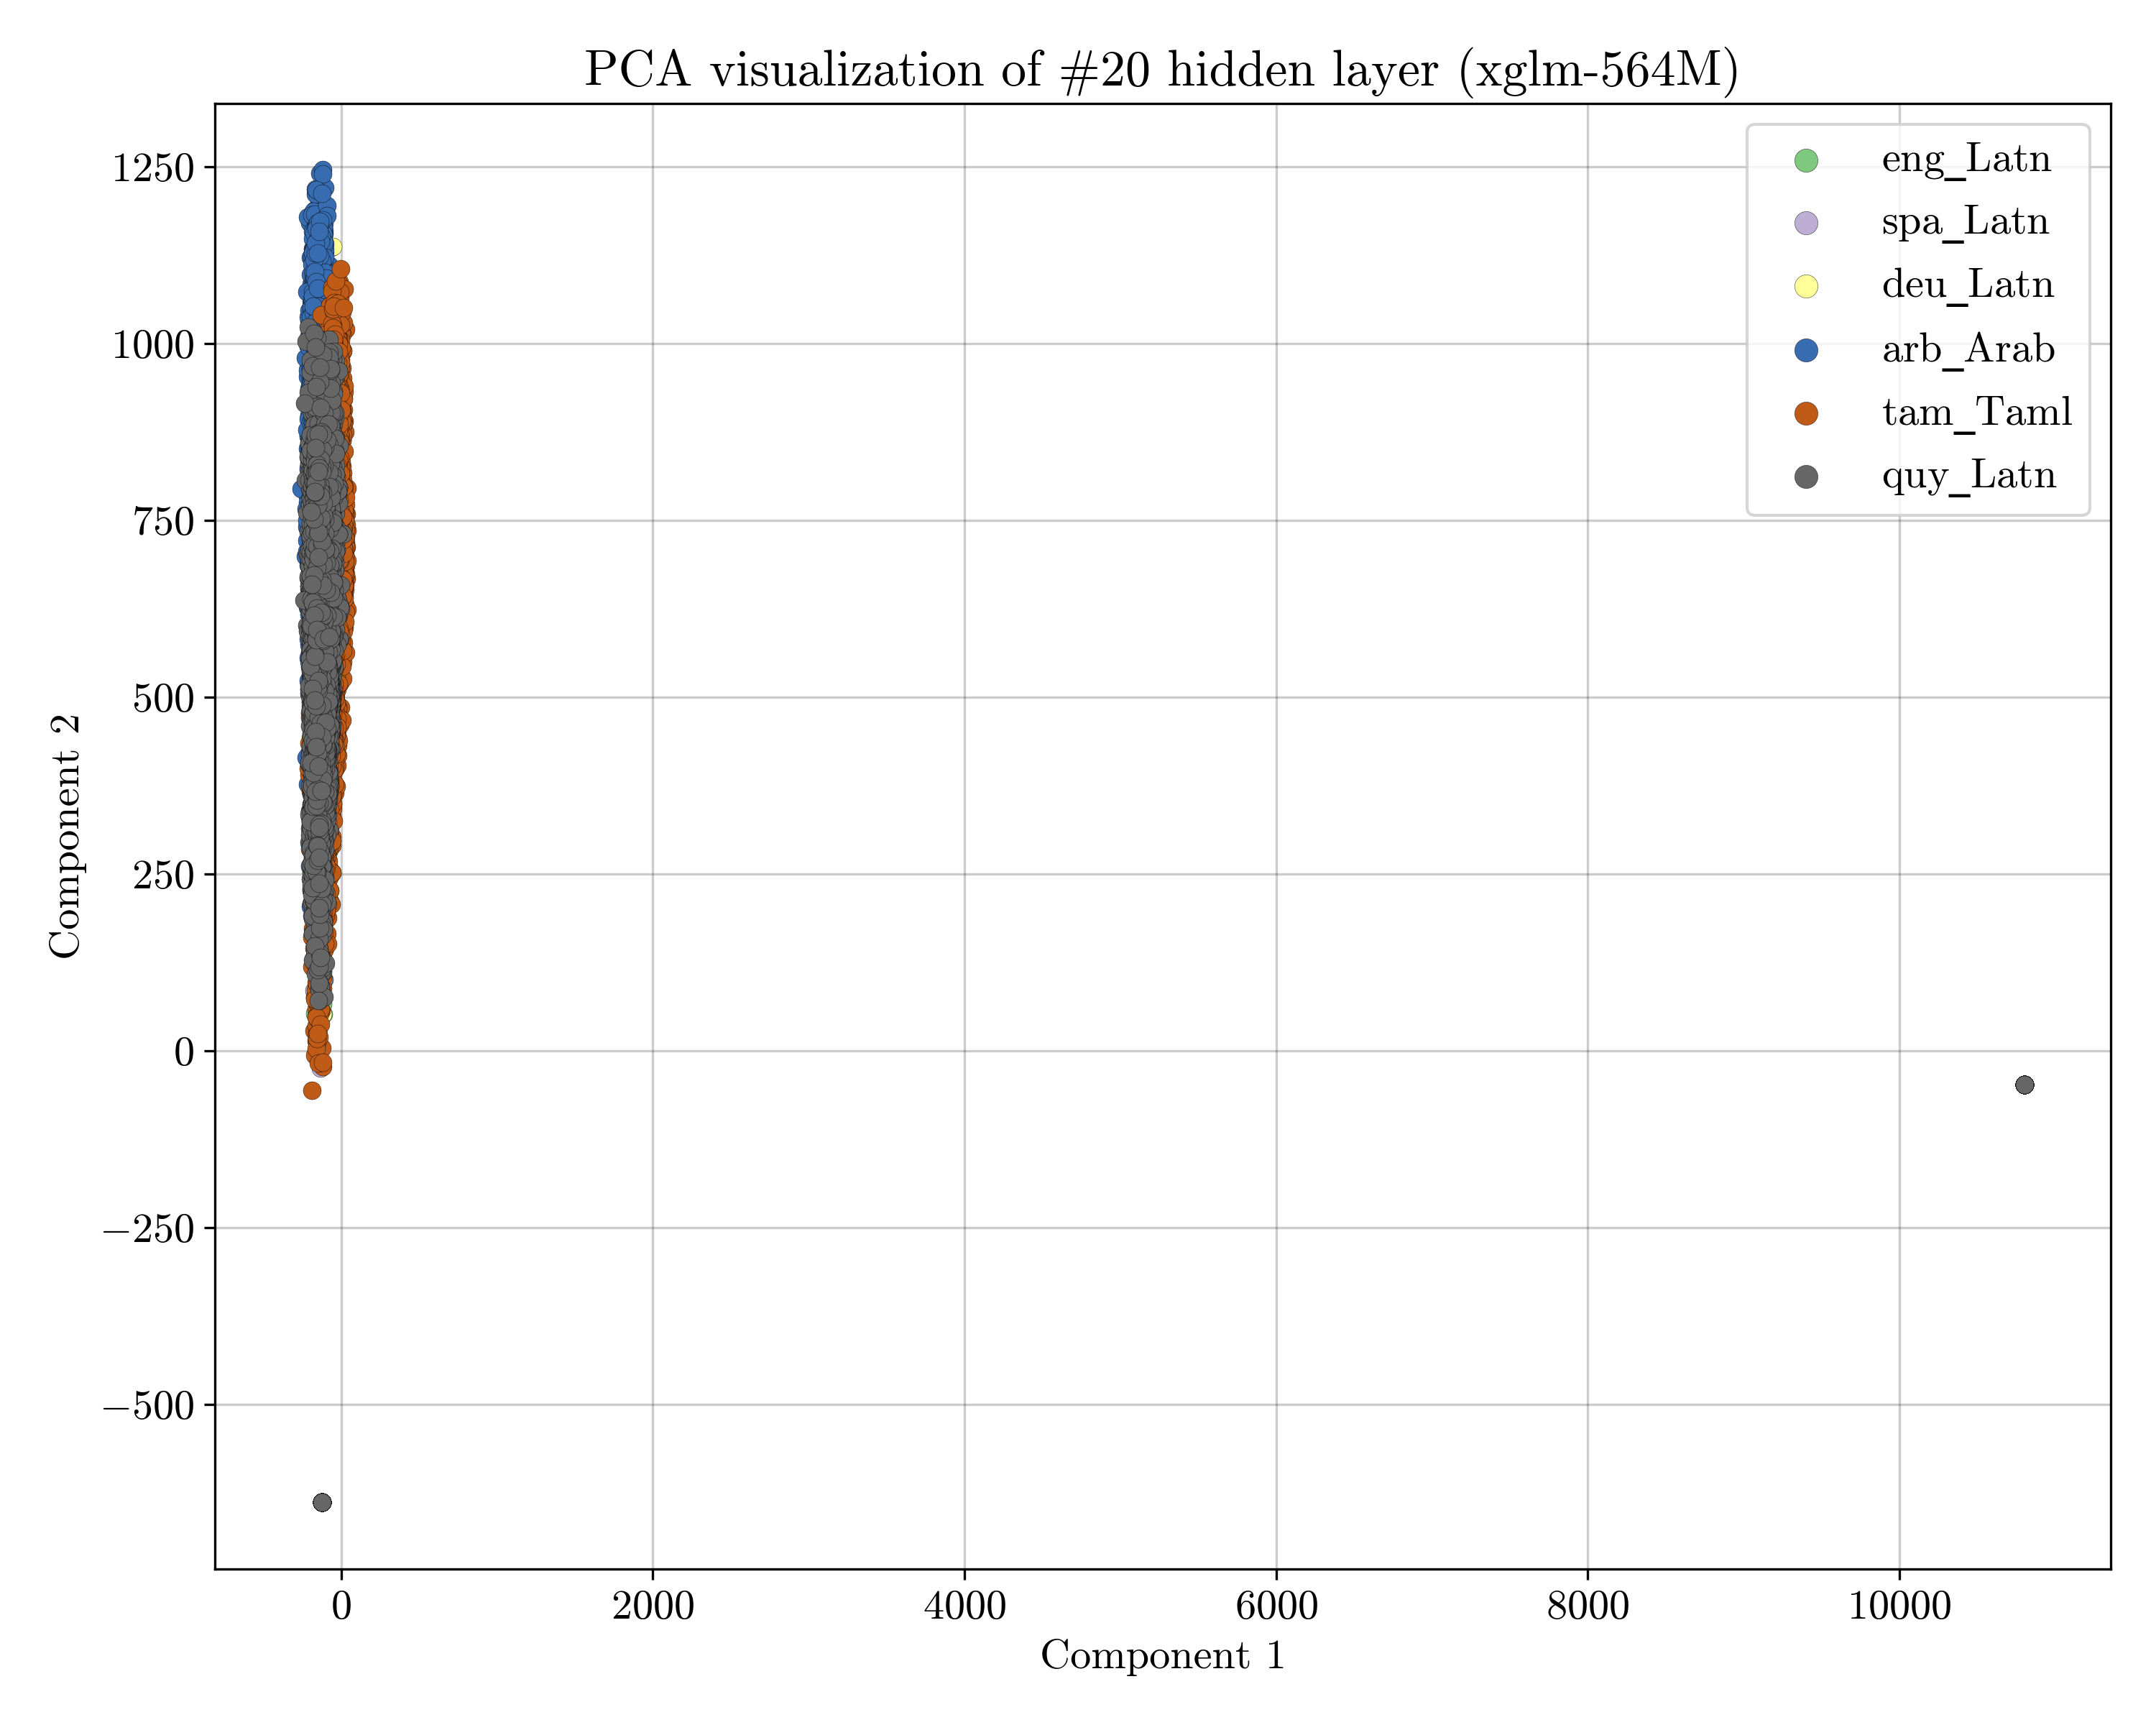 PCA visualization of #20 hidden layer (xglm-564M)
eng_Latn
spa_Latn
deu_Latn
arb_Arab
tam_Taml
quy_Latn
1250
1000
750
500
250
0
−250
−500
Component 2
0 2000 4000 6000 8000 10000
Component 1